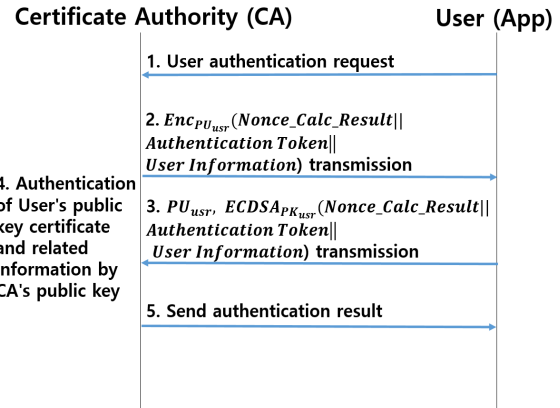 Certificate Authority (CA)
User (App)
1. User authentication request
2. Enc_PU_usr(Nonce_Calc_Result||
Authentication Token||
User Information) transmission
3. PU_usr, ECDSA_PK_usr(Nonce_Calc_Result||
Authentication Token||
User Information) transmission
4. Authentication
of User's public
key certificate
and related
information by
CA's public key
5. Send authentication result